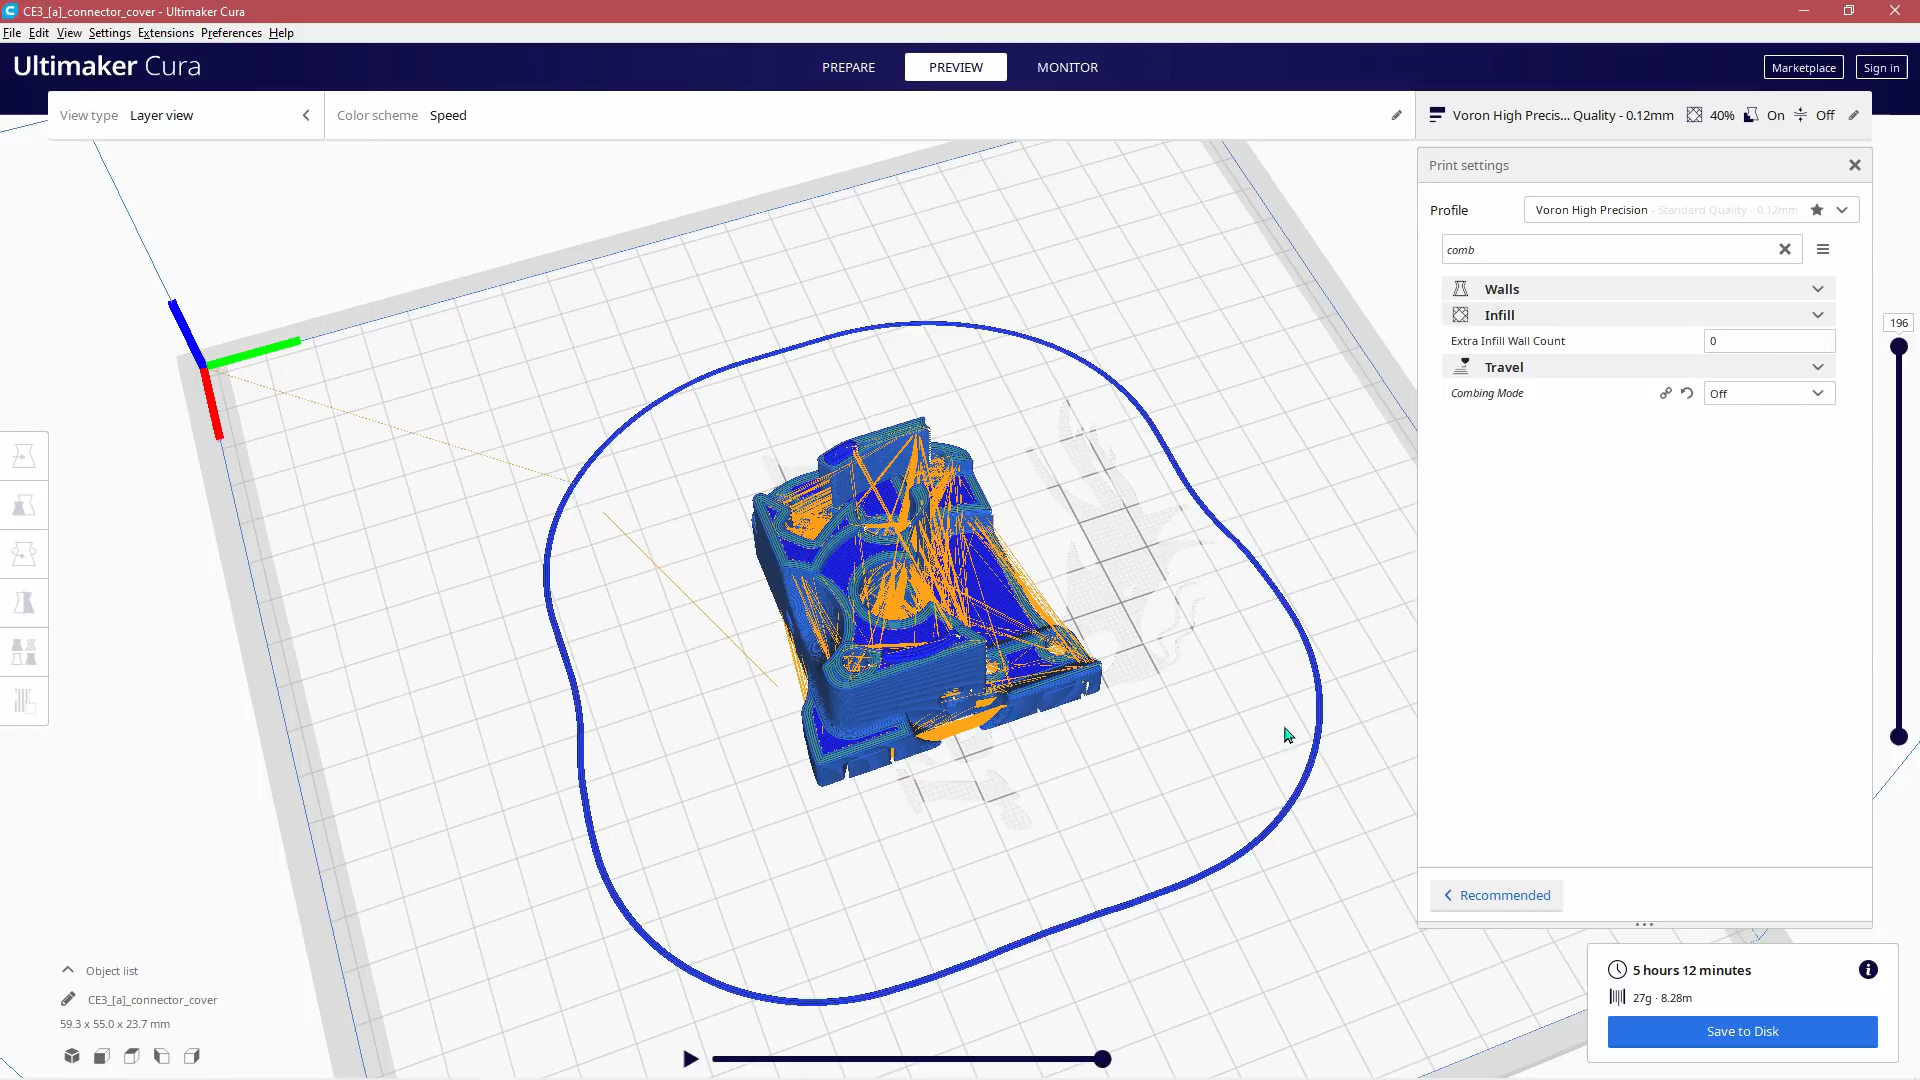 CE3_[a]_connector_cover - Ultimaker Cura
File Edit View Settings Extensions Preferences Help
Ultimaker Cura
PREPARE PREVIEW MONITOR
Marketplace Sign in
View type Layer view
Color scheme Speed
Voron High Precis... Quality - 0.12mm 40% On Off
Print settings
Profile Voron High Precision - Standard Quality - 0.12mm
comb
Walls
Infill
Extra Infill Wall Count 0
Travel
Combing Mode Off
196
Recommended
5 hours 12 minutes
27g · 8.28m
Save to Disk
Object list
CE3_[a]_connector_cover
59.3 x 55.0 x 23.7 mm